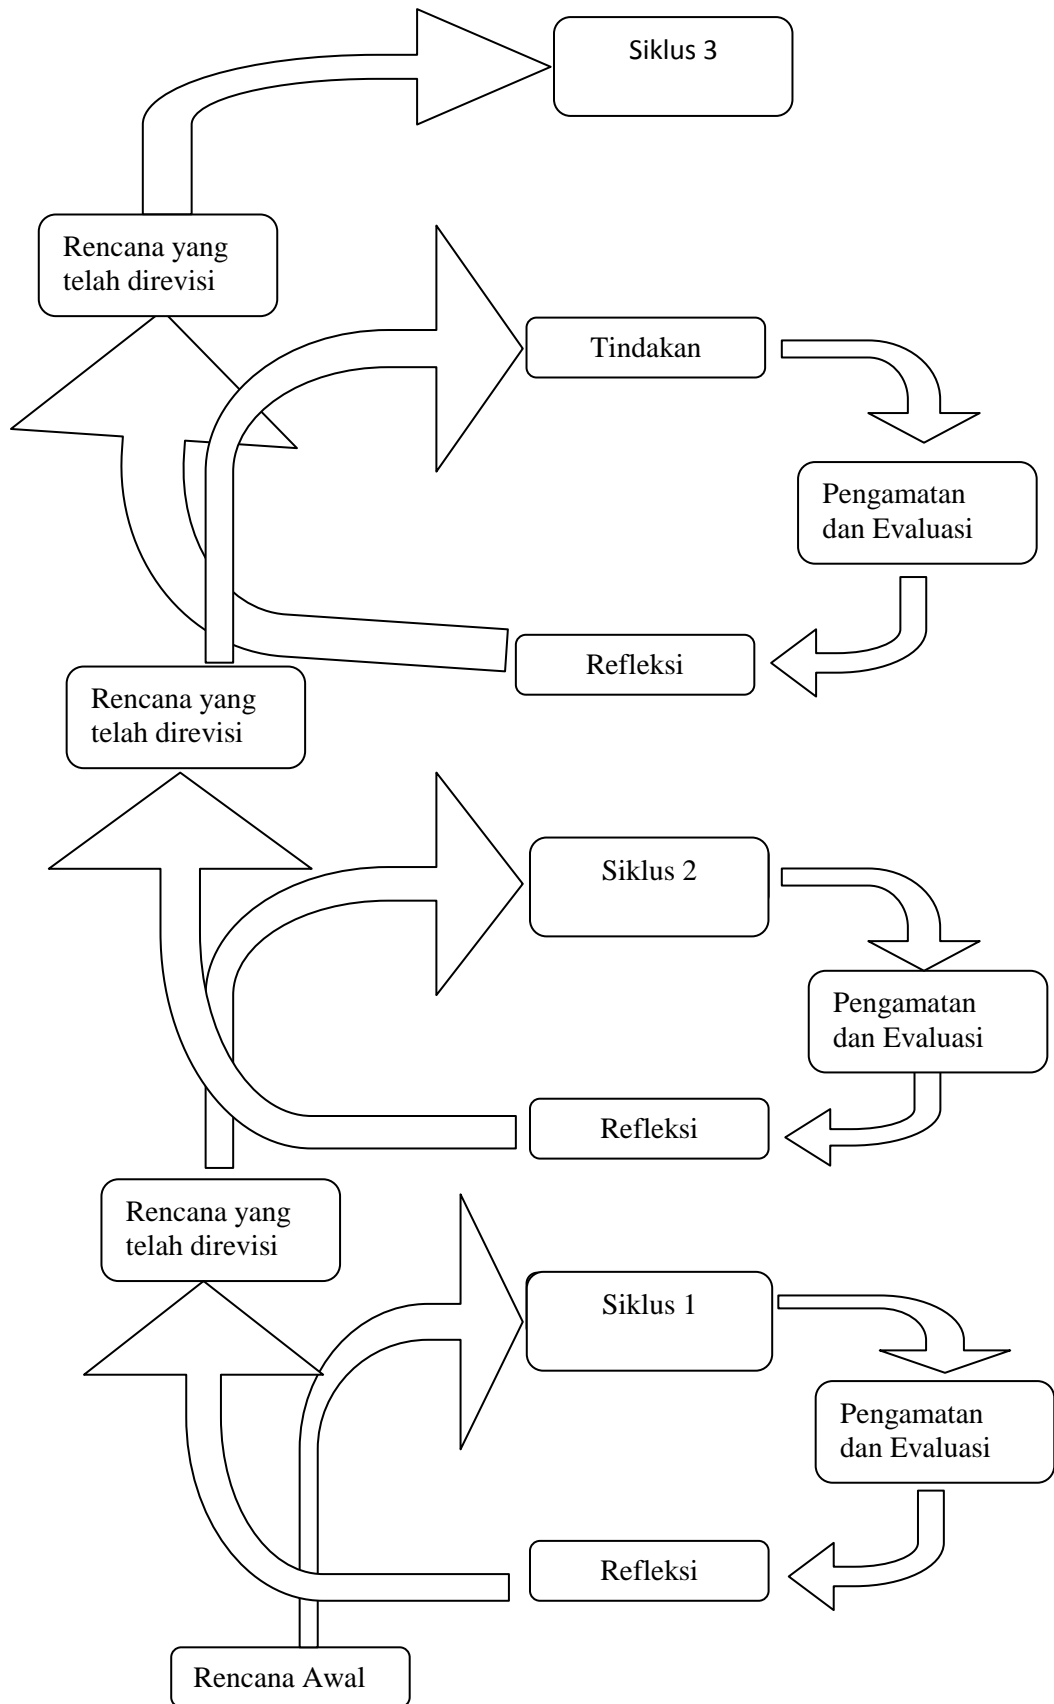 Siklus 3
Rencana yang
telah direvisi
Tindakan
Pengamatan
dan Evaluasi
Refleksi
Rencana yang
telah direvisi
Siklus 2
Pengamatan
dan Evaluasi
Refleksi
Rencana yang
telah direvisi
Siklus 1
Pengamatan
dan Evaluasi
Refleksi
Rencana Awal